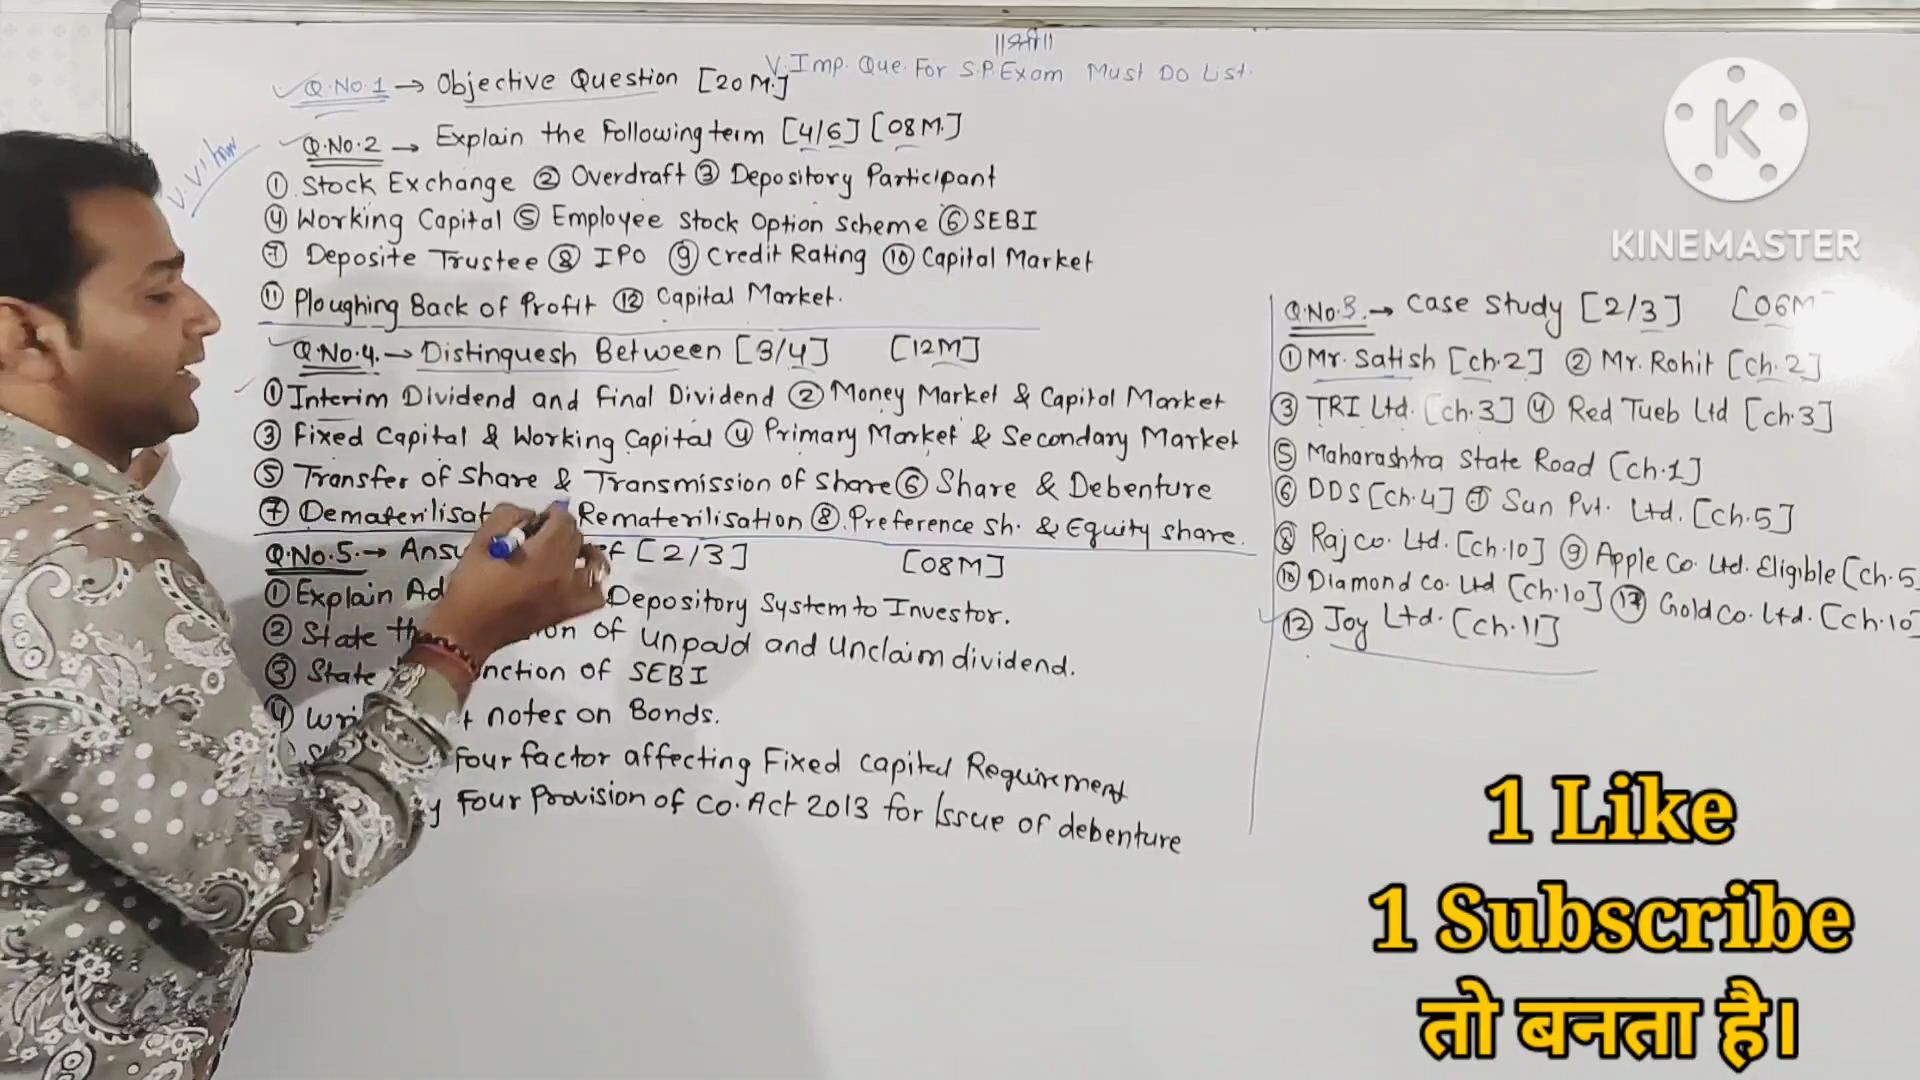 ||श्री||
V. Imp. Que. For S.P. Exam Must Do List.
Q.No.1 → Objective Question [20 M.]
V.V.Imp
Q.No.2 → Explain the Following term [4/6] [08 M.]
① Stock Exchange ② Overdraft ③ Depository Participant
④ Working Capital ⑤ Employee Stock Option Scheme ⑥ SEBI
⑦ Deposite Trustee ⑧ IPO ⑨ Credit Rating ⑩ Capital Market
⑪ Ploughing Back of Profit ⑫ Capital Market.
Q.No.4. → Distinquesh Between [3/4] [12M]
① Interim Dividend and Final Dividend ② Money Market & Capital Market
③ Fixed Capital & Working Capital ④ Primary Market & Secondary Market
⑤ Transfer of Share & Transmission of Share ⑥ Share & Debenture
⑦ Rematerilisation ⑧ Preference sh. & Equity share.
Q.No.5. → [2/3] [08M]
① Explain Depository System to Investor.
② State of Unpaid and Unclaim dividend.
③ State of SEBI
④ notes on Bonds.
Four factor affecting Fixed capital Requirement
Four Provision of Co. Act 2013 for Issue of debenture
Q.No.3. → Case Study [2/3] [06M
① Mr. Satish [ch.2] ② Mr. Rohit [ch.2]
③ TRI Ltd. [ch.3] ④ Red Tueb Ltd [ch.3]
⑤ Maharashtra State Road [ch.1]
⑥ DDS [ch.4] ⑦ Sun Pvt. Ltd. [ch.5]
⑧ Raj co. Ltd. [ch.10] ⑨ Apple Co. Ltd. Eligible [ch.5]
⑩ Diamond Co. Ltd [ch.10] Gold Co. Ltd. [ch.10]
⑫ Joy Ltd. [ch.11]
K
KINEMASTER
1 Like
1 Subscribe
तो बनता है।